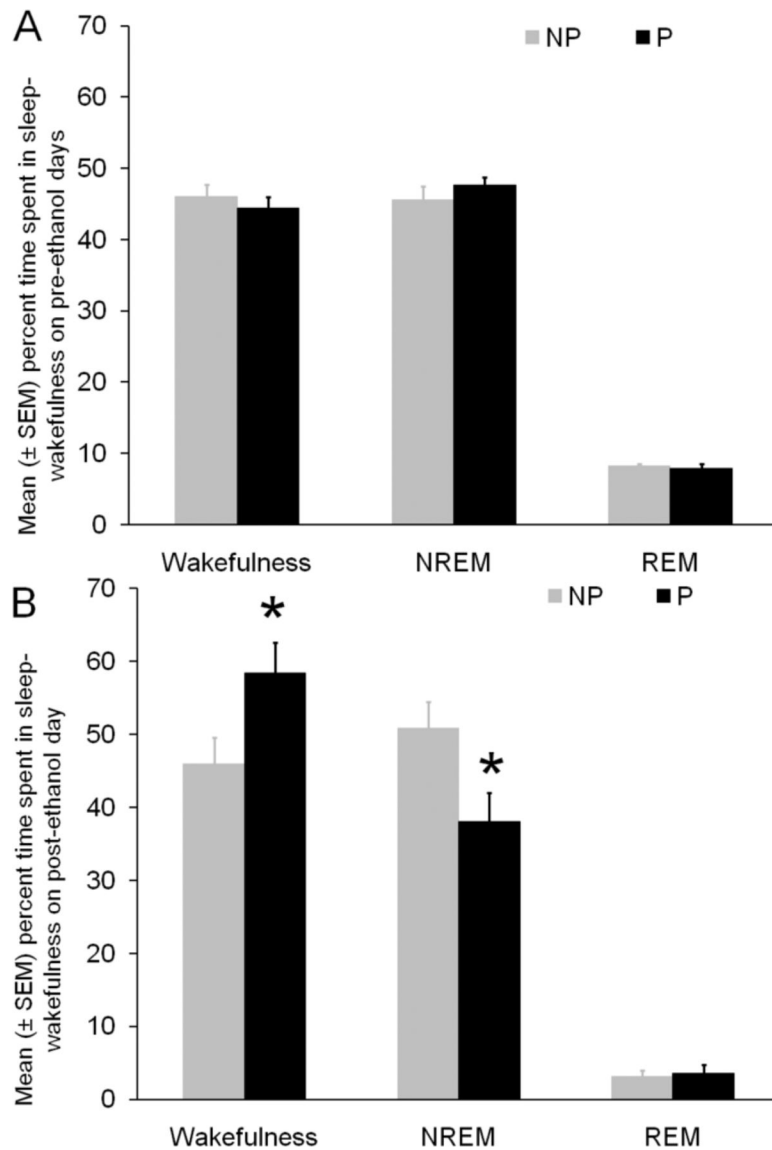 A
Mean (± SEM) percent time spent in sleep-
wakefulness on pre-ethanol days
70
60
50
40
30
20
10
0
NP P
Wakefulness NREM REM
B
Mean (± SEM) percent time spent in sleep-
wakefulness on post-ethanol day
70
60
50
40
30
20
10
0
NP P
*
*
Wakefulness NREM REM